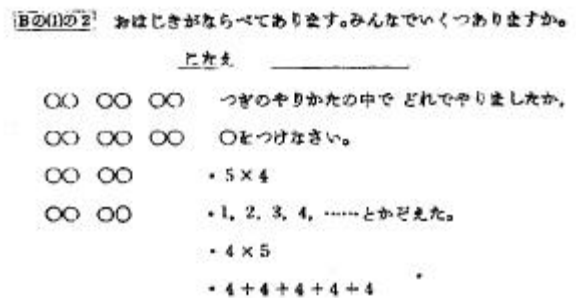 Bの(1)の2 おはじきがならべてあります。みんなでいくつありますか。
こたえ
つぎのやりかたの中で どれでやりましたか。
○をつけなさい。
・5×4
・1, 2, 3, 4, ……とかぞえた。
・4×5
・4+4+4+4+4